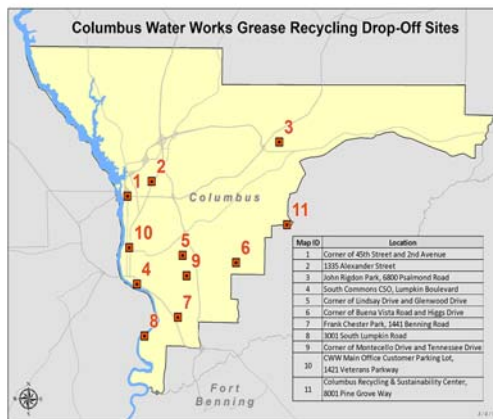 Columbus Water Works Grease Recycling Drop-Off Sites
3
2
1
Columbus
11
10
5
6
9
4
7
8
Fort
Benning
Map ID Location
1 Corner of 45th Street and 2nd Avenue
2 1335 Alexander Street
3 John Rigdon Park, 6800 Psalmond Road
4 South Commons CSO, Lumpkin Boulevard
5 Corner of Lindsay Drive and Glenwood Drive
6 Corner of Buena Vista Road and Higgs Drive
7 Frank Chester Park, 1441 Benning Road
8 3001 South Lumpkin Road
9 Corner of Montecello Drive and Tennessee Drive
10 CWW Main Office Customer Parking Lot,
1421 Veterans Parkway
11 Columbus Recycling & Sustainability Center,
8001 Pine Grove Way